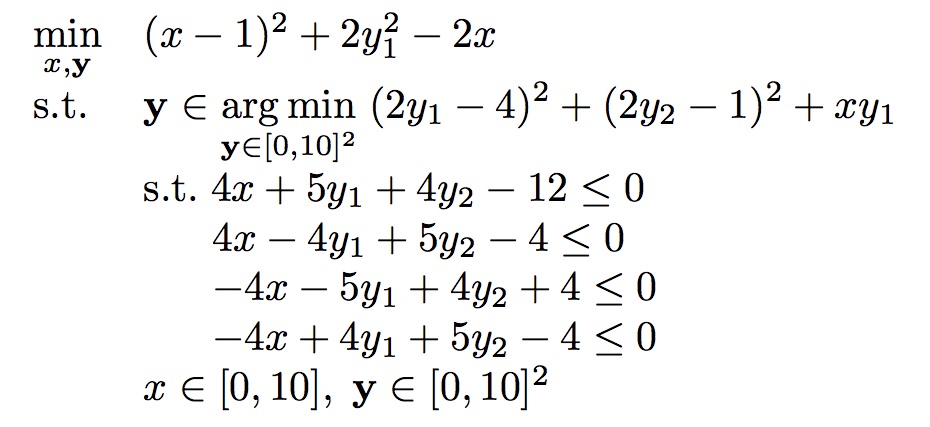 min (x − 1)² + 2y₁² − 2x
x,y
s.t. y ∈ arg min (2y₁ − 4)² + (2y₂ − 1)² + xy₁
y∈[0,10]²
s.t. 4x + 5y₁ + 4y₂ − 12 ≤ 0
4x − 4y₁ + 5y₂ − 4 ≤ 0
−4x − 5y₁ + 4y₂ + 4 ≤ 0
−4x + 4y₁ + 5y₂ − 4 ≤ 0
x ∈ [0, 10], y ∈ [0, 10]²